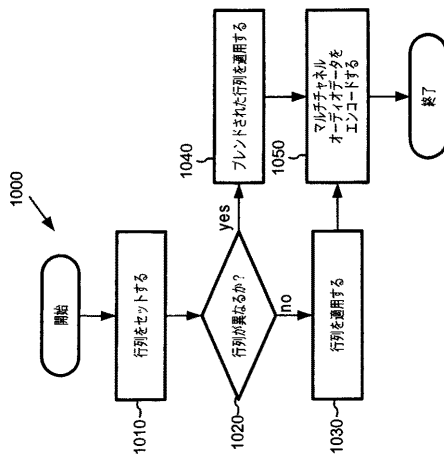 1000
開始
1010
行列をセットする
1020
行列が異なるか？
yes
no
1030
行列を適用する
1040
ブレンドされた行列を適用する
1050
マルチチャネル
オーディオデータを
エンコードする
終了